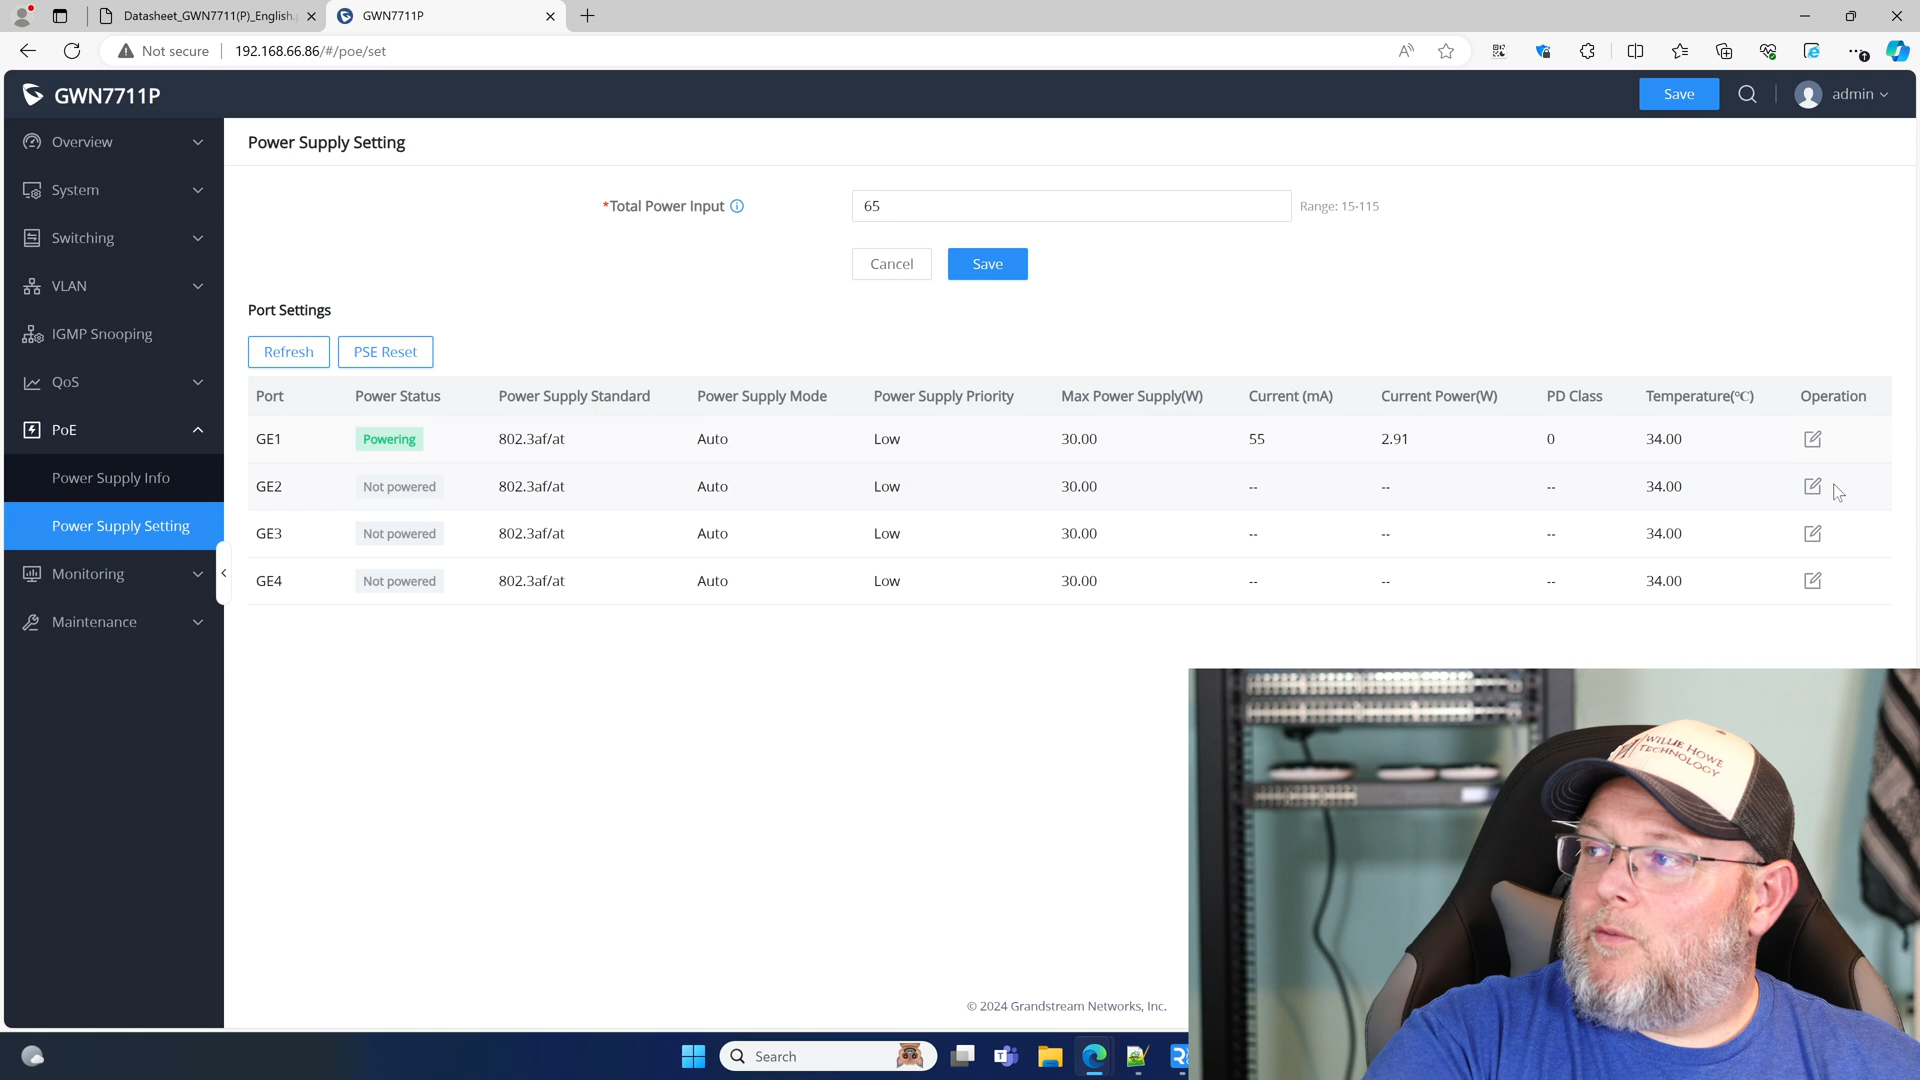 Datasheet_GWN7711(P)_English.
GWN7711P
Not secure
192.168.66.86/#/poe/set
GWN7711P
Save
admin
Overview
System
Switching
VLAN
IGMP Snooping
QoS
PoE
Power Supply Info
Power Supply Setting
Monitoring
Maintenance
Power Supply Setting
*Total Power Input
65
Range: 15-115
Cancel
Save
Port Settings
Refresh
PSE Reset
Port Power Status Power Supply Standard Power Supply Mode Power Supply Priority Max Power Supply(W) Current (mA) Current Power(W) PD Class Temperature(℃) Operation
GE1 Powering 802.3af/at Auto Low 30.00 55 2.91 0 34.00
GE2 Not powered 802.3af/at Auto Low 30.00 -- -- -- 34.00
GE3 Not powered 802.3af/at Auto Low 30.00 -- -- -- 34.00
GE4 Not powered 802.3af/at Auto Low 30.00 -- -- -- 34.00
© 2024 Grandstream Networks, Inc.
WILLIE HOWE
TECHNOLOGY
Search